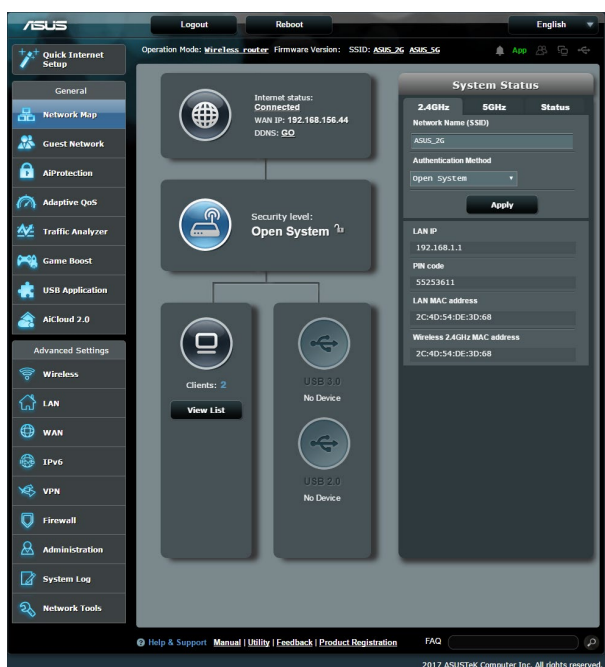 ASUS
Logout
Reboot
English
Quick Internet
Setup
Operation Mode: Wireless router Firmware Version: SSID: ASUS_2G ASUS_5G
App
General
Network Map
Guest Network
AiProtection
Adaptive QoS
Traffic Analyzer
Game Boost
USB Application
AiCloud 2.0
Advanced Settings
Wireless
LAN
WAN
IPv6
VPN
Firewall
Administration
System Log
Network Tools
Internet status:
Connected
WAN IP: 192.168.156.44
DDNS: GO
Security level:
Open System
Clients: 2
View List
USB 3.0
No Device
USB 2.0
No Device
System Status
2.4GHz 5GHz Status
Network Name (SSID)
ASUS_2G
Authentication Method
Open System
Apply
LAN IP
192.168.1.1
PIN code
55253611
LAN MAC address
2C:4D:54:DE:3D:68
Wireless 2.4GHz MAC address
2C:4D:54:DE:3D:68
Help & Support Manual | Utility | Feedback | Product Registration FAQ
2017 ASUSTeK Computer Inc. All rights reserved.